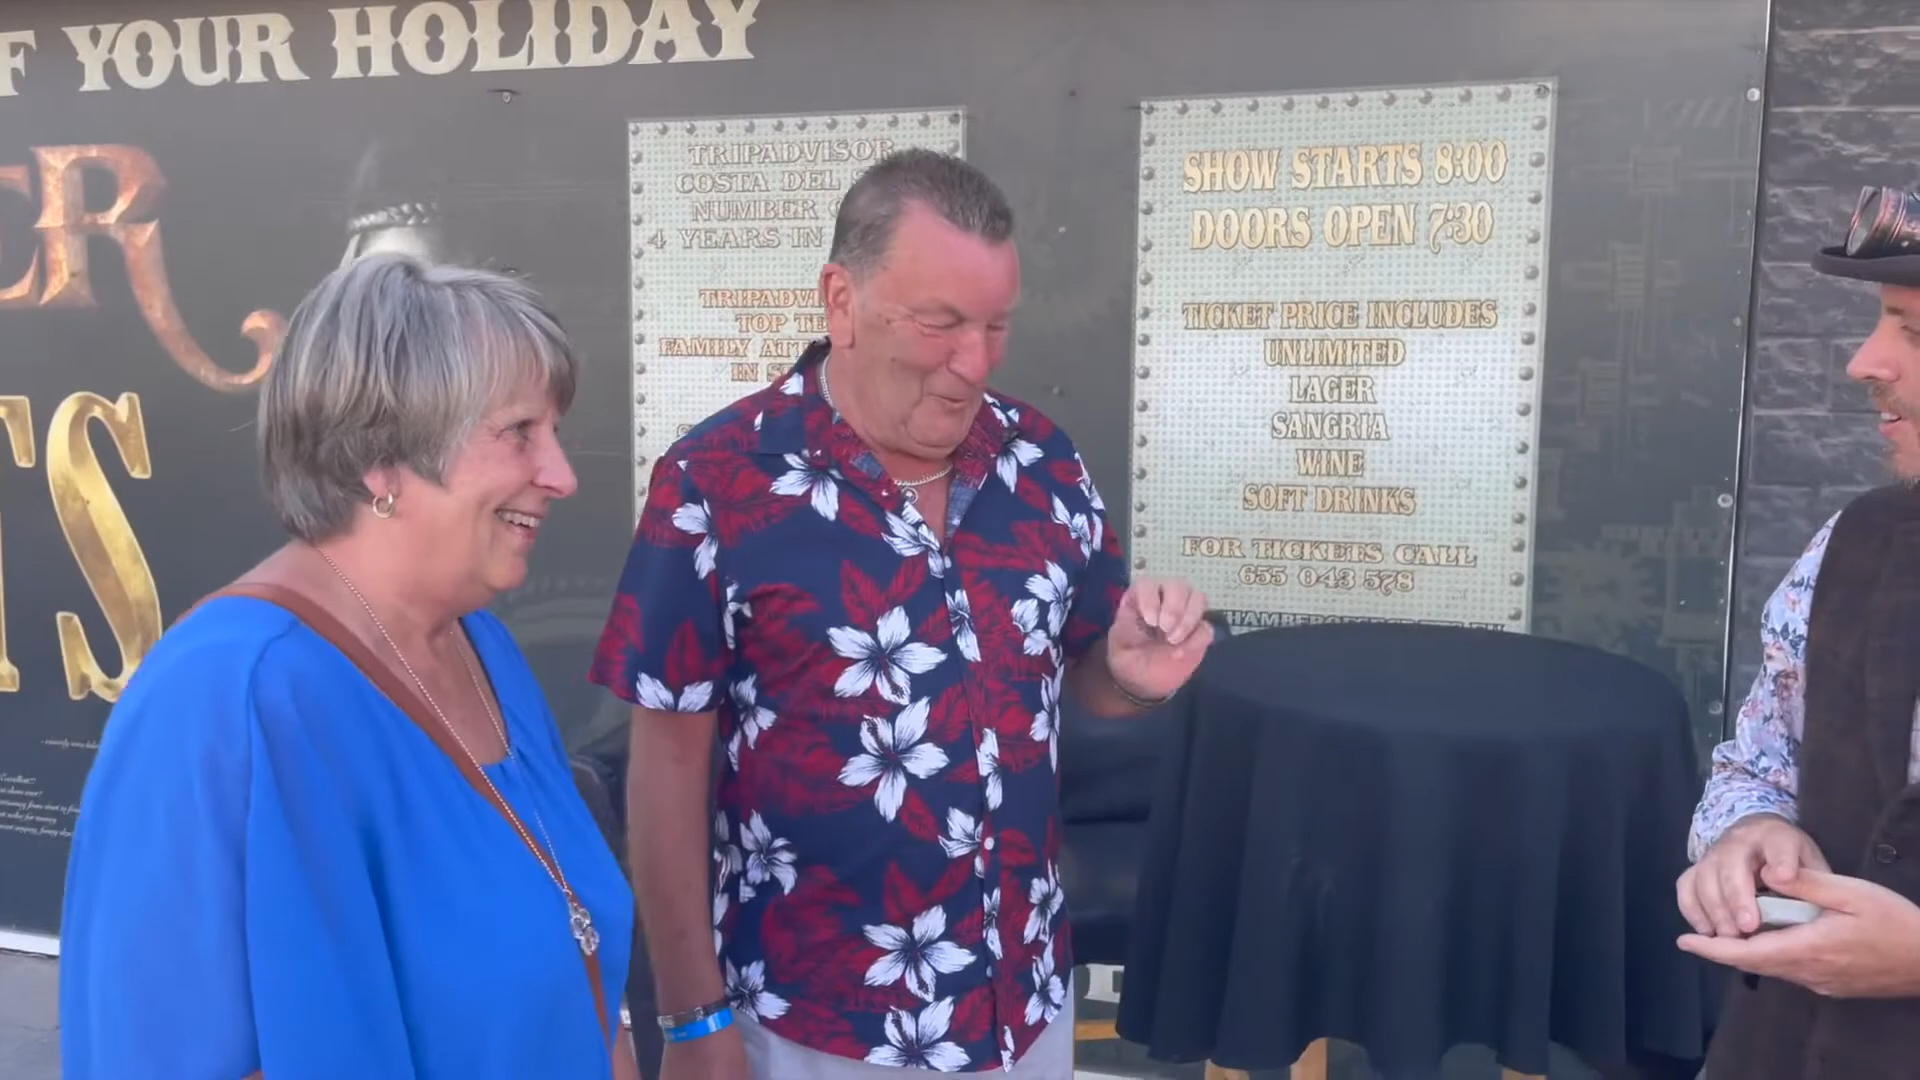 F YOUR HOLIDAY
ER
TS
TRIPADVISOR
COSTA DEL
NUMBER
4 YEARS IN
TOP TE
FAMILY ATT
IN S
SHOW STARTS 8:00
DOORS OPEN 7:30
TICKET PRICE INCLUDES
UNLIMITED
LAGER
SANGRIA
WINE
SOFT DRINKS
FOR TICKETS CALL
655 043 578